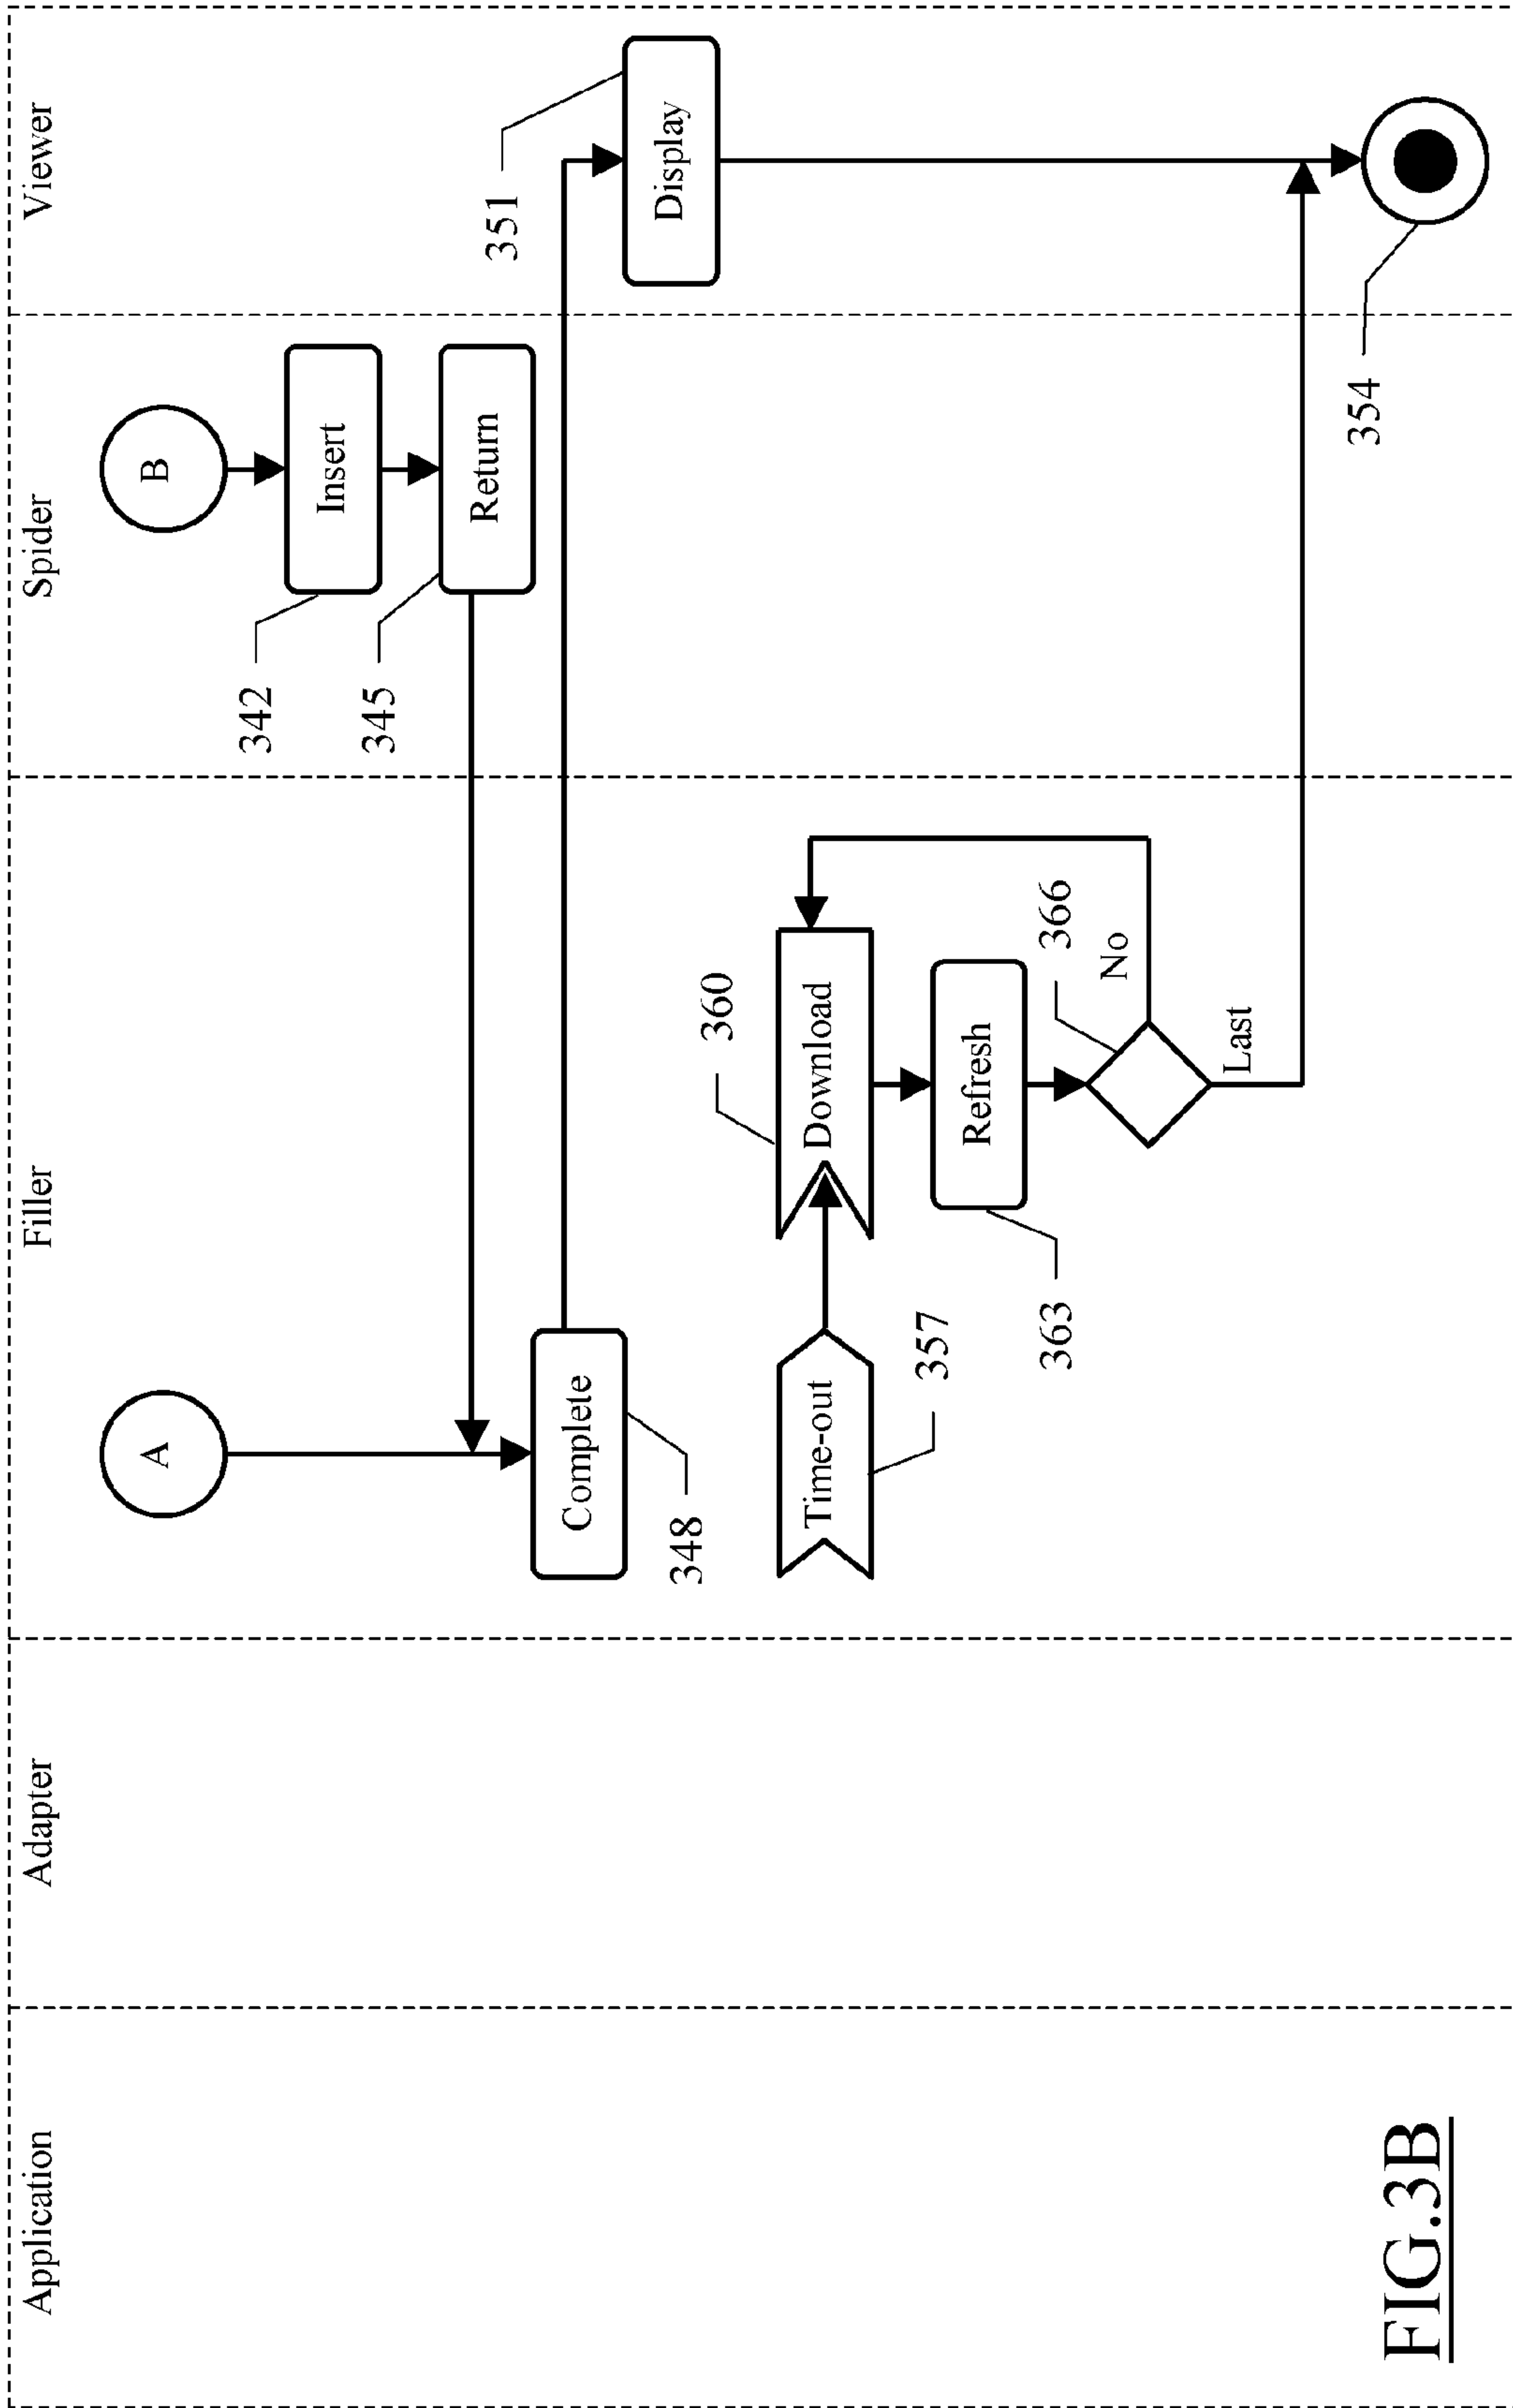 Application
Adapter
Filler
Spider
Viewer
A
B
Insert
342
Return
345
Complete
348
351
Display
Time-out
357
Download
360
Refresh
363
366
No
Last
354
FIG.3B